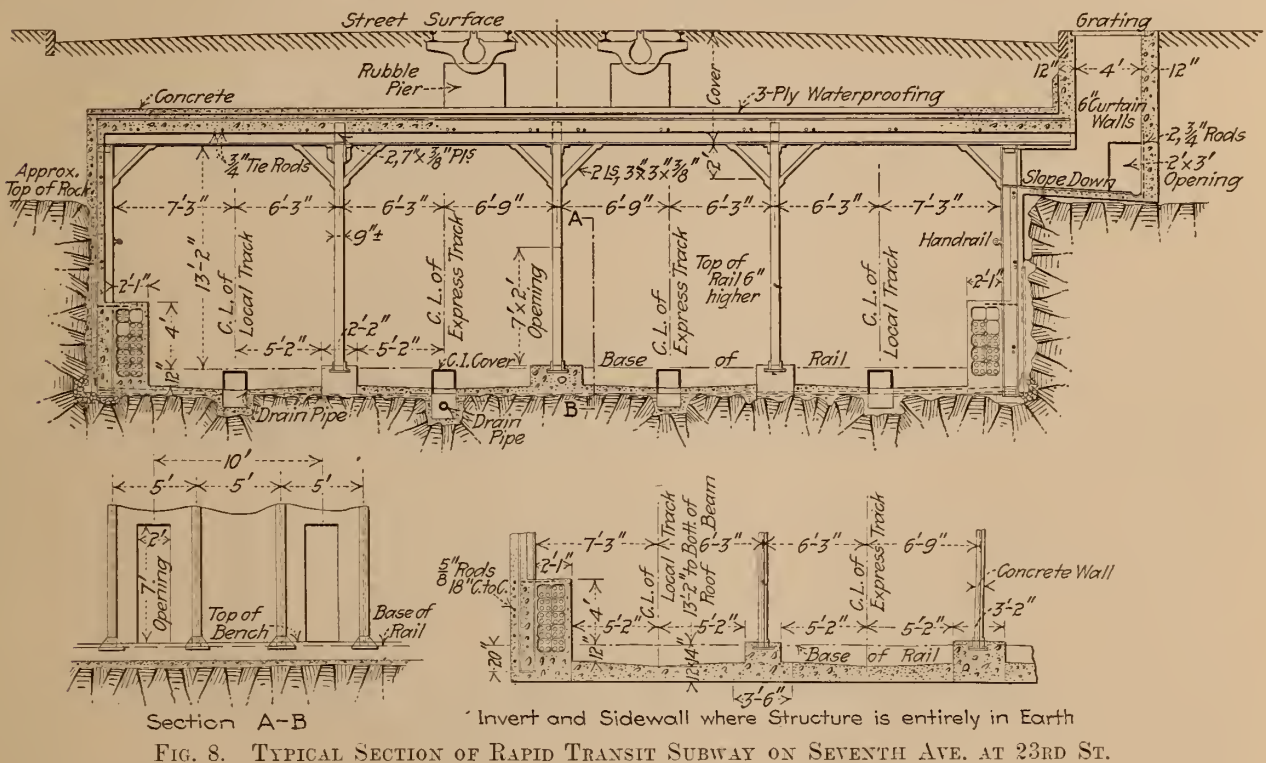 Street Surface
Grating
Rubble Pier
Cover
12" 4' 12"
Concrete
3-Ply Waterproofing
6" Curtain Walls
2, 3/4" Rods
2'x3' Opening
Slope Down
Approx. Top of Rock
3/4" Tie Rods
2, 7"x3/8" Pls
2 Ls, 3"x3"x3/8"
2'
7'-3" 6'-3" 6'-3" 6'-9" 6'-9" 6'-3" 6'-3" 7'-3"
A
9"±
13'-2"
C.L. of Local Track
C.L. of Express Track
7'x2' Opening
C.L. of Express Track
Top of Rail 6" higher
C.L. of Local Track
Handrail
2'-1"
2'-1"
4'
12"
2'-2"
5'-2" 5'-2"
C.I. Cover
Base of Rail
Drain Pipe
Drain Pipe
B
10'
5' 5' 5'
2'
7'
Opening
Top of Bench
Base of Rail
Section A-B
7'-3" 6'-3" 6'-3" 6'-9"
2'-1"
5/8" Rods 18" C. to C.
C.L. of Local Track
13'-2" to Bott. of Roof Beam
C.L. of Express Track
Concrete Wall
3'-2"
4'
5'-2" 5'-2" 5'-2" 5'-2"
20"
12"
12" 14"
Base of Rail
3'-6"
Invert and Sidewall where Structure is entirely in Earth
Fig. 8. Typical Section of Rapid Transit Subway on Seventh Ave. at 23rd St.